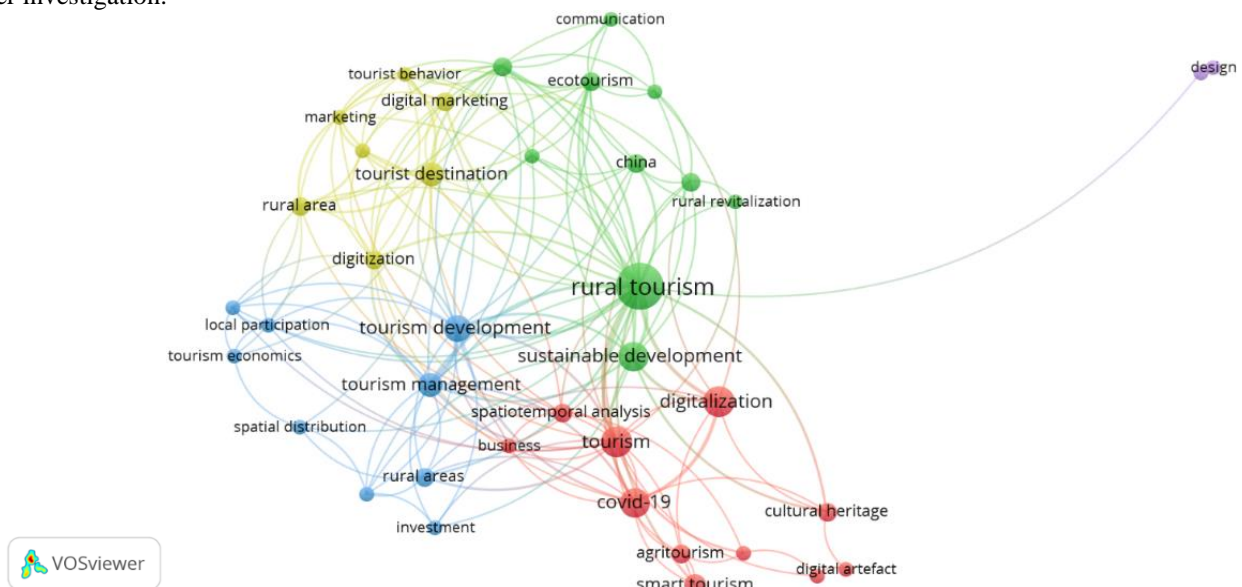 er investigation.
communication
design
tourist behavior
ecotourism
digital marketing
marketing
china
tourist destination
rural area
rural revitalization
digitization
rural tourism
local participation
tourism development
tourism economics
sustainable development
tourism management
digitalization
spatiotemporal analysis
spatial distribution
business
tourism
rural areas
covid-19
cultural heritage
investment
agritourism
digital artefact
VOSviewer
smart tourism